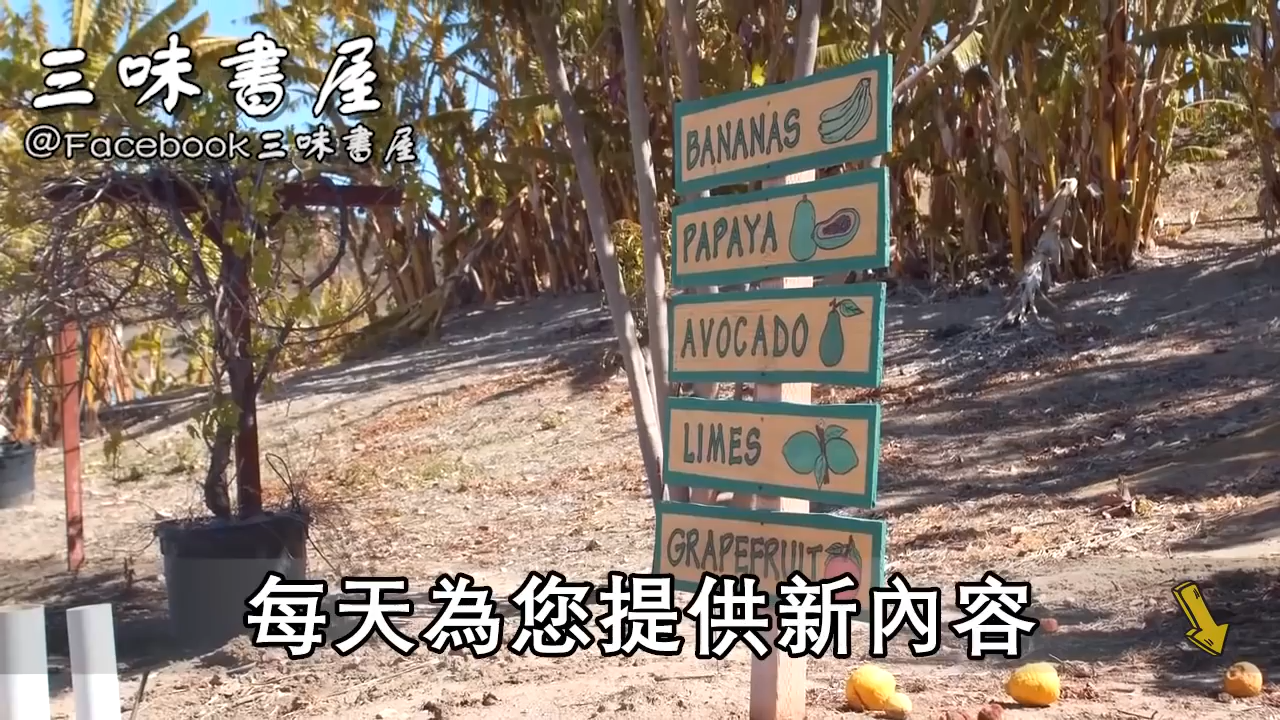 三味書屋
@Facebook三味書屋
BANANAS
PAPAYA
AVOCADO
LIMES
GRAPEFRUIT
每天為您提供新內容